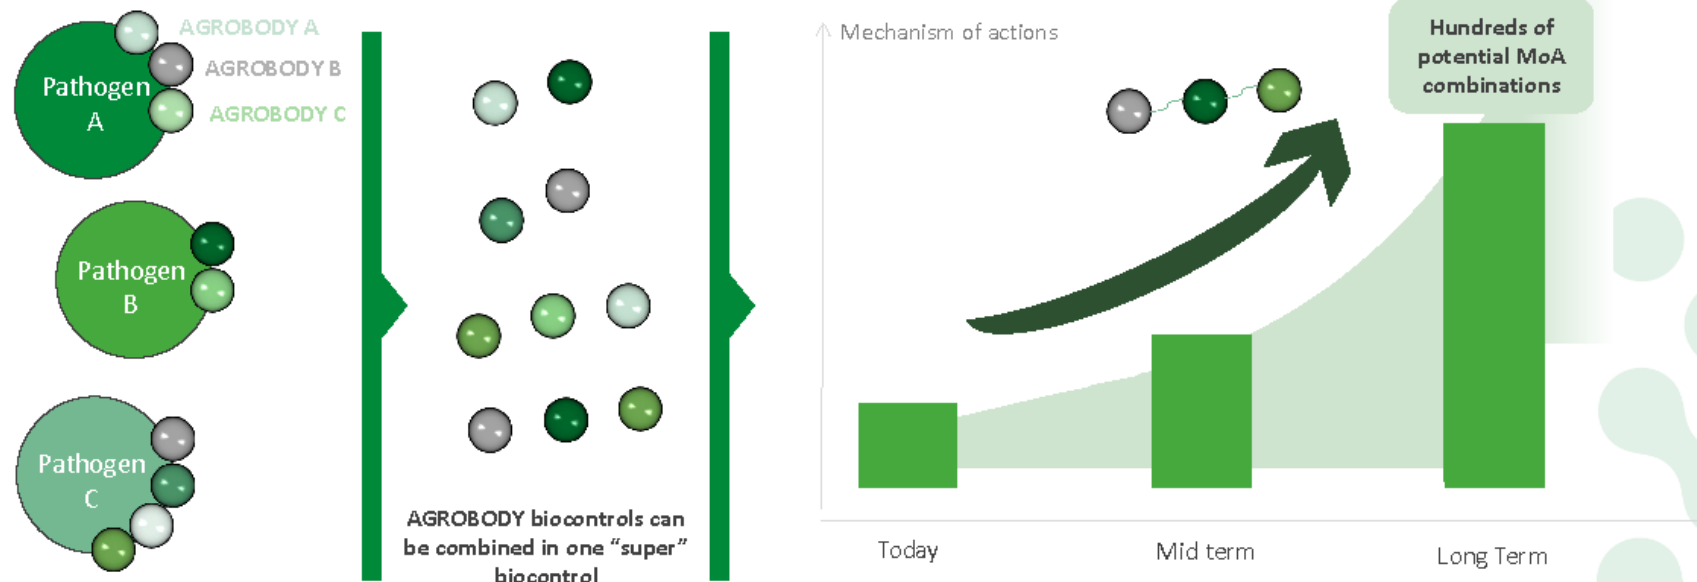 Pathogen
A
AGROBODY A
AGROBODY B
AGROBODY C
Pathogen
B
Pathogen
C
AGROBODY biocontrols can
be combined in one “super”
biocontrol
Mechanism of actions
Hundreds of
potential MoA
combinations
Today
Mid term
Long Term